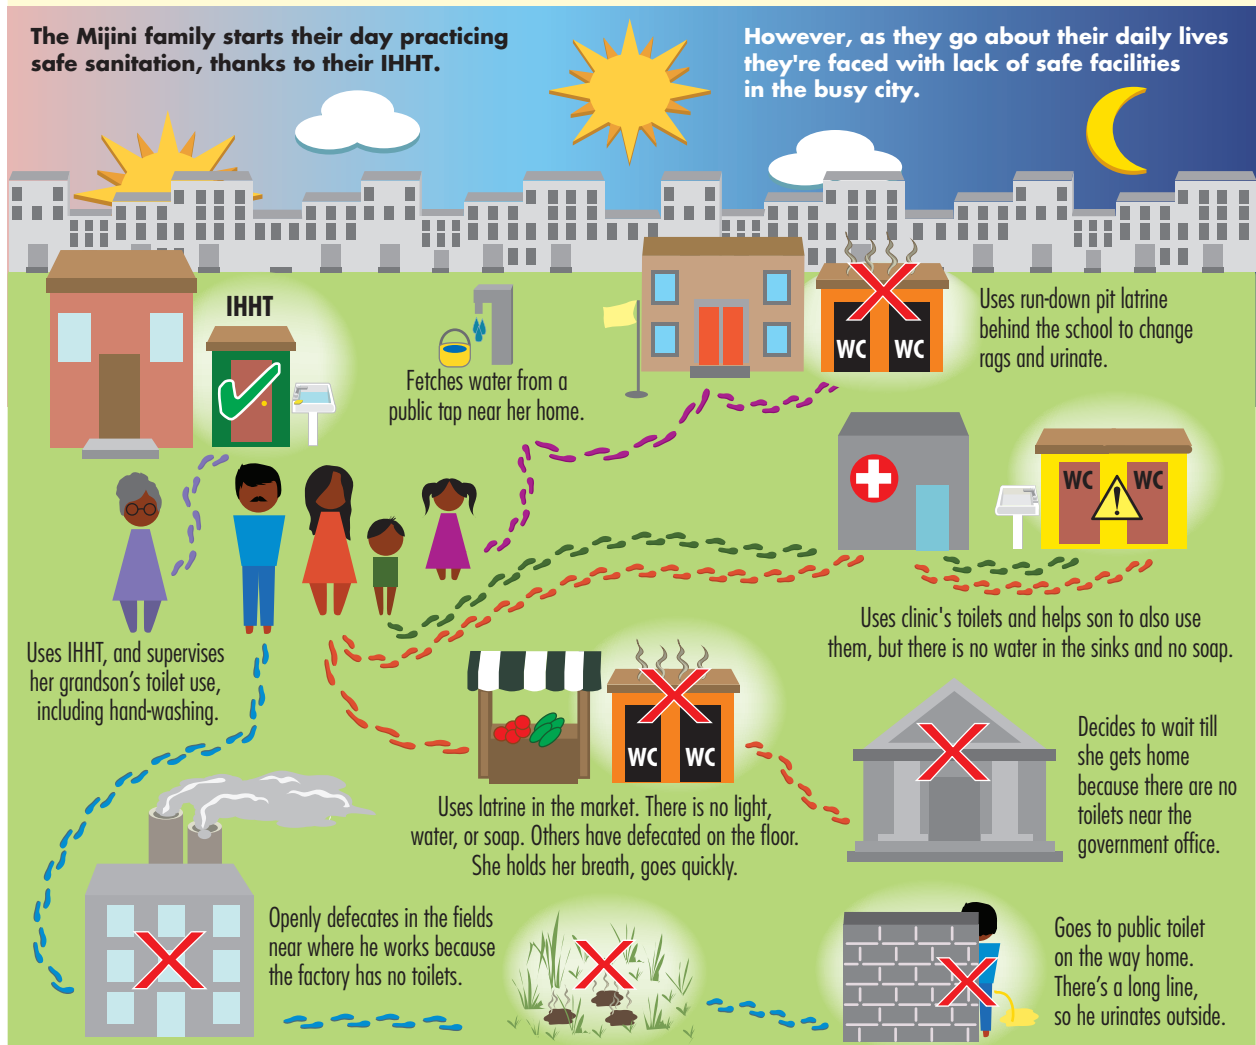 The Mijini family starts their day practicing
safe sanitation, thanks to their IHHT.
However, as they go about their daily lives
they're faced with lack of safe facilities
in the busy city.
IHHT
Fetches water from a
public tap near her home.
WC WC
Uses run-down pit latrine
behind the school to change
rags and urinate.
WC WC
Uses clinic's toilets and helps son to also use
them, but there is no water in the sinks and no soap.
Uses IHHT, and supervises
her grandson's toilet use,
including hand-washing.
WC WC
Uses latrine in the market. There is no light,
water, or soap. Others have defecated on the floor.
She holds her breath, goes quickly.
Decides to wait till
she gets home
because there are no
toilets near the
government office.
Openly defecates in the fields
near where he works because
the factory has no toilets.
Goes to public toilet
on the way home.
There's a long line,
so he urinates outside.